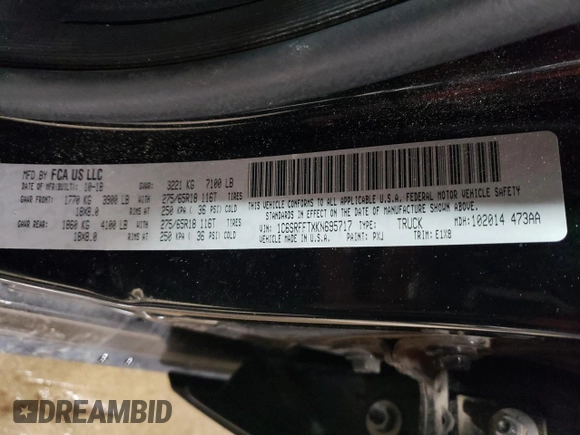 MFD.BY FCA US LLC
DATE OF MFR(BUILT): 10-18 GVWR: 3221 KG 7100 LB
GAWR FRONT: 1770 KG 3900 LB WITH 275/65R18 116T TIRES
18X8.0 RIMS AT 250 KPA ( 36 PSI) COLD
GAWR REAR: 1860 KG 4100 LB WITH 275/65R18 116T TIRES
18X8.0 RIMS AT 250 KPA ( 36 PSI) COLD
THIS VEHICLE CONFORMS TO ALL APPLICABLE U.S.A. FEDERAL MOTOR VEHICLE SAFETY
STANDARDS IN EFFECT ON THE DATE OF MANUFACTURE SHOWN ABOVE.
VIN: 1C6SRFFTXKN695717 TYPE: TRUCK MDH: 102014 473AA
VEHICLE MADE IN U.S.A. PAINT: PXJ TRIM: E1X8
DREAMBID